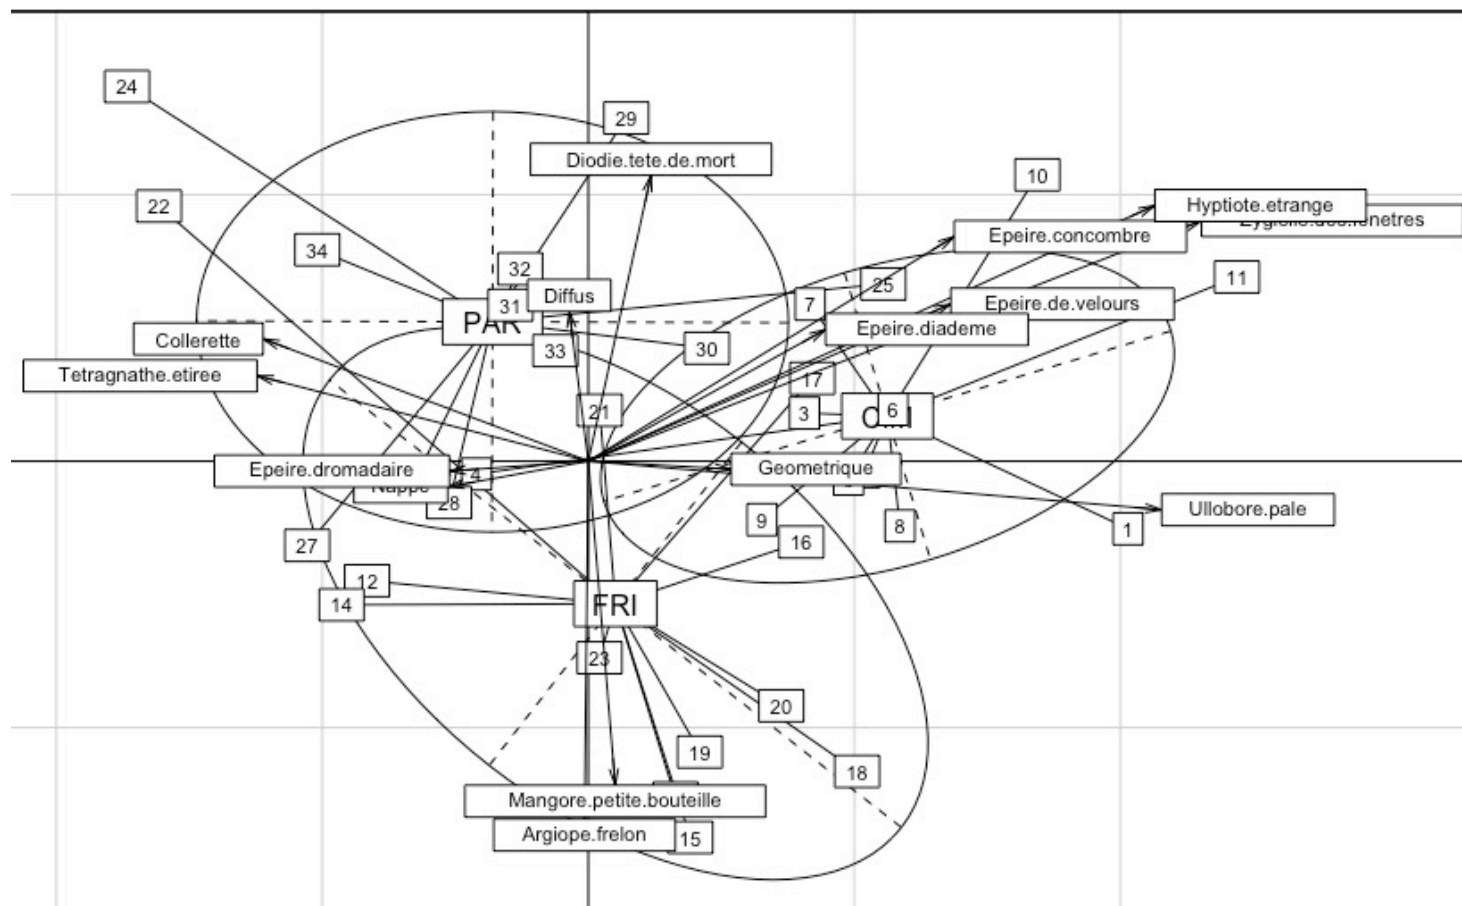 24
29
Diodie.tete.de.mort
10
22
Hyptiote.etrange
Epeire.concombre
34
32
11
25
31
Diffus
7
Epeire.de.velours
PAR
Epeire.diademe
Collerette
33
30
Tetragnathe.etiree
17
21
3
6
Epeire.dromadaire
4
Geometrique
Nappe
28
Ullobore.pale
9
8
1
27
16
12
14
FRI
23
20
19
18
Mangore.petite.bouteille
Argiope.frelon
15